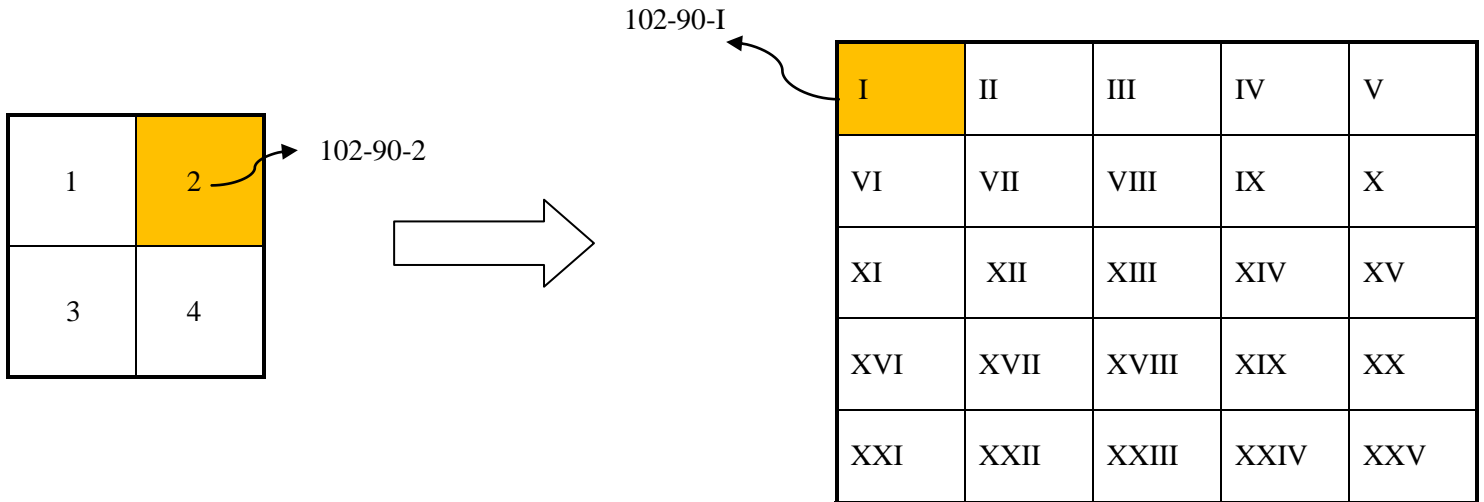 102-90-I
1 2
3 4
102-90-2
I II III IV V
VI VII VIII IX X
XI XII XIII XIV XV
XVI XVII XVIII XIX XX
XXI XXII XXIII XXIV XXV